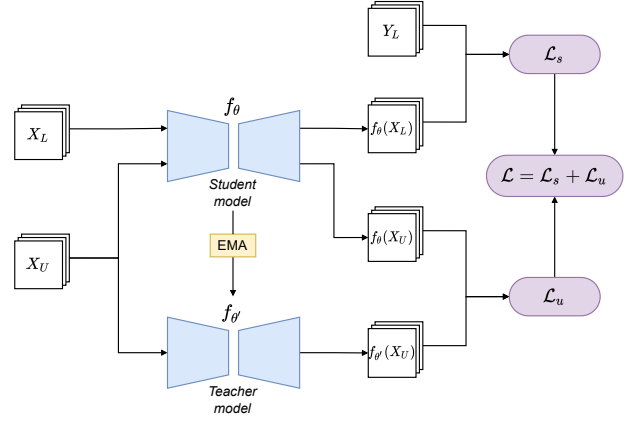 Y_L
ℒ_s
f_θ
X_L
f_θ(X_L)
Student
model
ℒ = ℒ_s + ℒ_u
X_U
EMA
f_θ(X_U)
ℒ_u
f_θ'
f_θ'(X_U)
Teacher
model